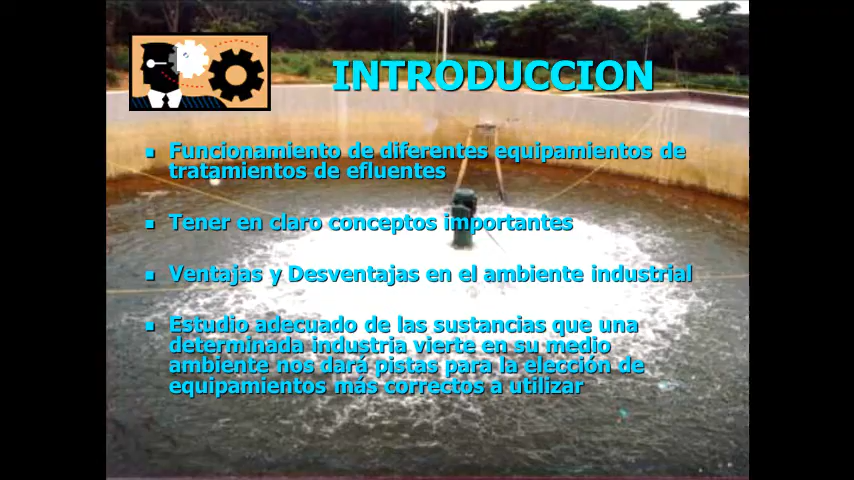 INTRODUCCION
Funcionamiento de diferentes equipamientos de
tratamientos de efluentes
Tener en claro conceptos importantes
Ventajas y Desventajas en el ambiente industrial
Estudio adecuado de las sustancias que una
determinada industria vierte en su medio
ambiente nos dará pistas para la elección de
equipamientos más correctos a utilizar